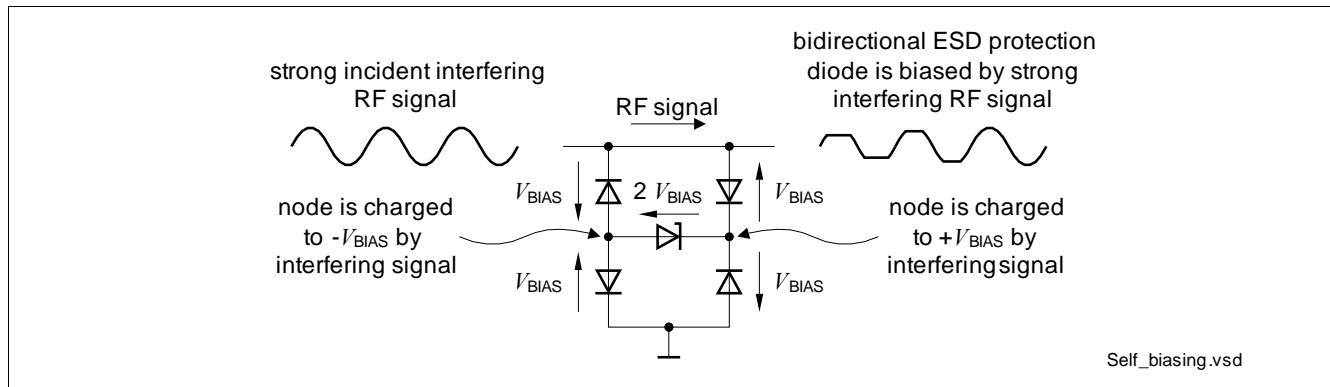 strong incident interfering
RF signal
RF signal
bidirectional ESD protection
diode is biased by strong
interfering RF signal
VBIAS
2 VBIAS
VBIAS
node is charged
to -VBIAS by
interfering signal
node is charged
to +VBIAS by
interfering signal
VBIAS
VBIAS
Self_biasing.vsd